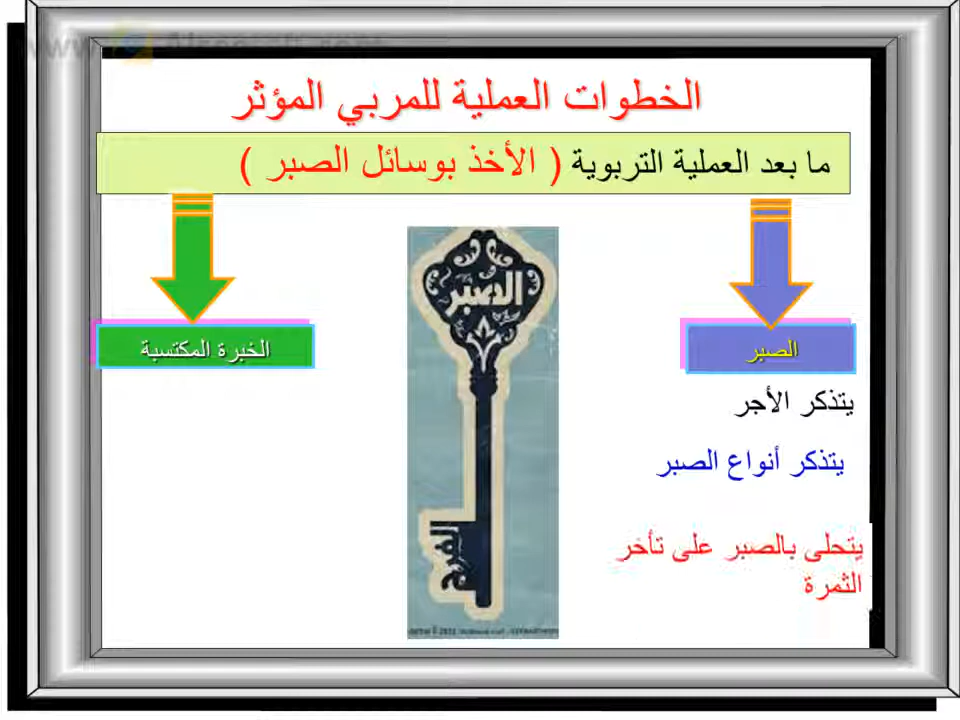 الخطوات العملية للمربي المؤثر
ما بعد العملية التربوية ( الأخذ بوسائل الصبر )
الصبر
الخبرة المكتسبة
الصبر
يتذكر الأجر
يتذكر أنواع الصبر
يتحلى بالصبر على تأخر
الثمرة
الفرج